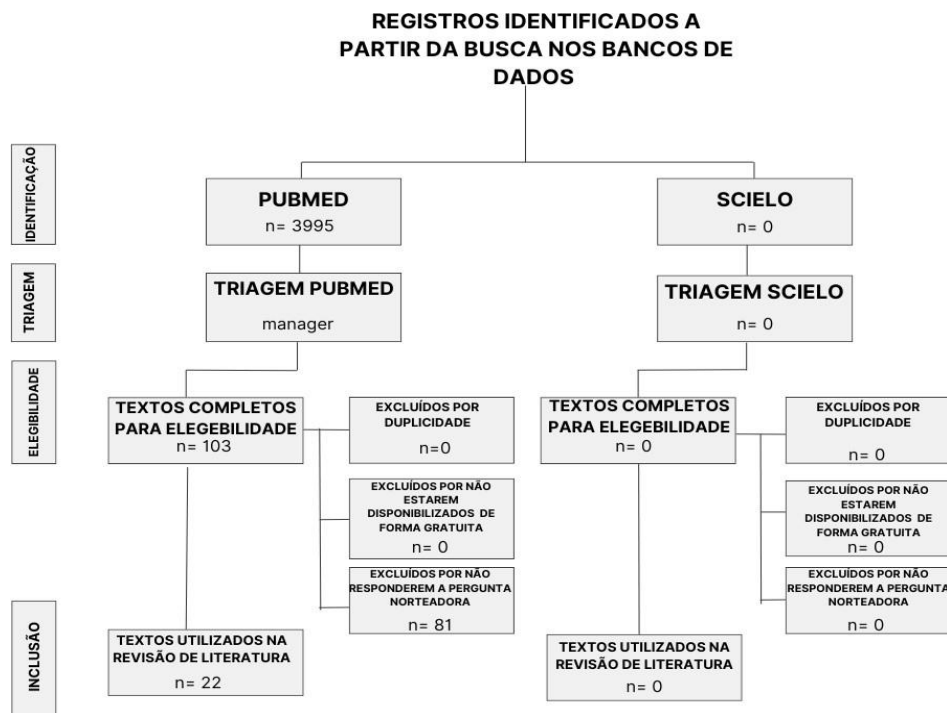 REGISTROS IDENTIFICADOS A
PARTIR DA BUSCA NOS BANCOS DE
DADOS
IDENTIFICAÇÃO
PUBMED
n= 3995
SCIELO
n= 0
TRIAGEM
TRIAGEM PUBMED
manager
TRIAGEM SCIELO
n= 0
ELEGIBILIDADE
TEXTOS COMPLETOS
PARA ELEGEBILIDADE
n= 103
EXCLUÍDOS POR
DUPLICIDADE
n=0
EXCLUÍDOS POR NÃO
ESTAREM
DISPONIBILIZADOS DE
FORMA GRATUITA
n= 0
EXCLUÍDOS POR NÃO
RESPONDEREM A PERGUNTA
NORTEADORA
n= 81
TEXTOS COMPLETOS
PARA ELEGEBILIDADE
n= 0
EXCLUÍDOS POR
DUPLICIDADE
n= 0
EXCLUÍDOS POR NÃO
ESTAREM
DISPONIBILIZADOS DE
FORMA GRATUITA
n= 0
EXCLUÍDOS POR NÃO
RESPONDEREM A PERGUNTA
NORTEADORA
n= 0
INCLUSÃO
TEXTOS UTILIZADOS NA
REVISÃO DE LITERATURA
n= 22
TEXTOS UTILIZADOS NA
REVISÃO DE LITERATURA
n= 0